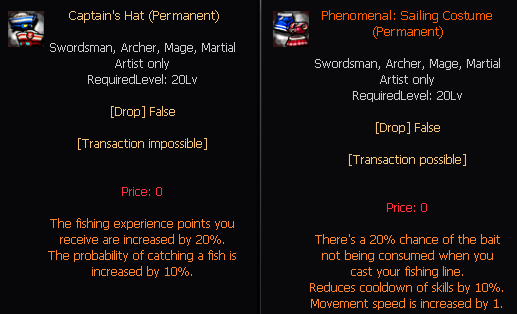 Captain's Hat (Permanent)
Swordsman, Archer, Mage, Martial
Artist only
RequiredLevel: 20Lv
[Drop] False
[Transaction impossible]
Price: 0
The fishing experience points you
receive are increased by 20%.
The probability of catching a fish is
increased by 10%.
Phenomenal: Sailing Costume
(Permanent)
Swordsman, Archer, Mage, Martial
Artist only
RequiredLevel: 20Lv
[Drop] False
[Transaction possible]
Price: 0
There's a 20% chance of the bait
not being consumed when you
cast your fishing line.
Reduces cooldown of skills by 10%.
Movement speed is increased by 1.